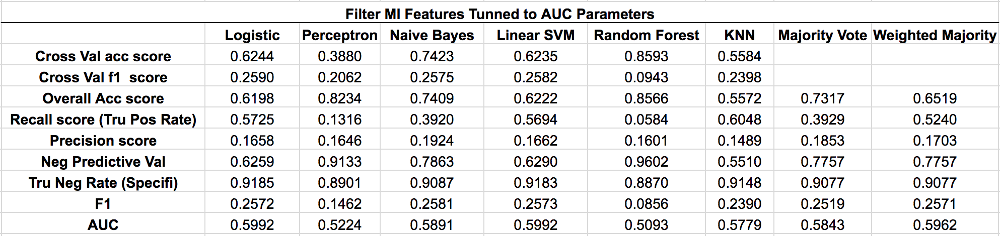 Filter MI Features Tunned to AUC Parameters
Logistic Perceptron Naive Bayes Linear SVM Random Forest KNN Majority Vote Weighted Majority
Cross Val acc score 0.6244 0.3880 0.7423 0.6235 0.8593 0.5584
Cross Val f1 score 0.2590 0.2062 0.2575 0.2582 0.0943 0.2398
Overall Acc score 0.6198 0.8234 0.7409 0.6222 0.8566 0.5572 0.7317 0.6519
Recall score (Tru Pos Rate) 0.5725 0.1316 0.3920 0.5694 0.0584 0.6048 0.3929 0.5240
Precision score 0.1658 0.1646 0.1924 0.1662 0.1601 0.1489 0.1853 0.1703
Neg Predictive Val 0.6259 0.9133 0.7863 0.6290 0.9602 0.5510 0.7757 0.7757
Tru Neg Rate (Specifi) 0.9185 0.8901 0.9087 0.9183 0.8870 0.9148 0.9077 0.9077
F1 0.2572 0.1462 0.2581 0.2573 0.0856 0.2390 0.2519 0.2571
AUC 0.5992 0.5224 0.5891 0.5992 0.5093 0.5779 0.5843 0.5962